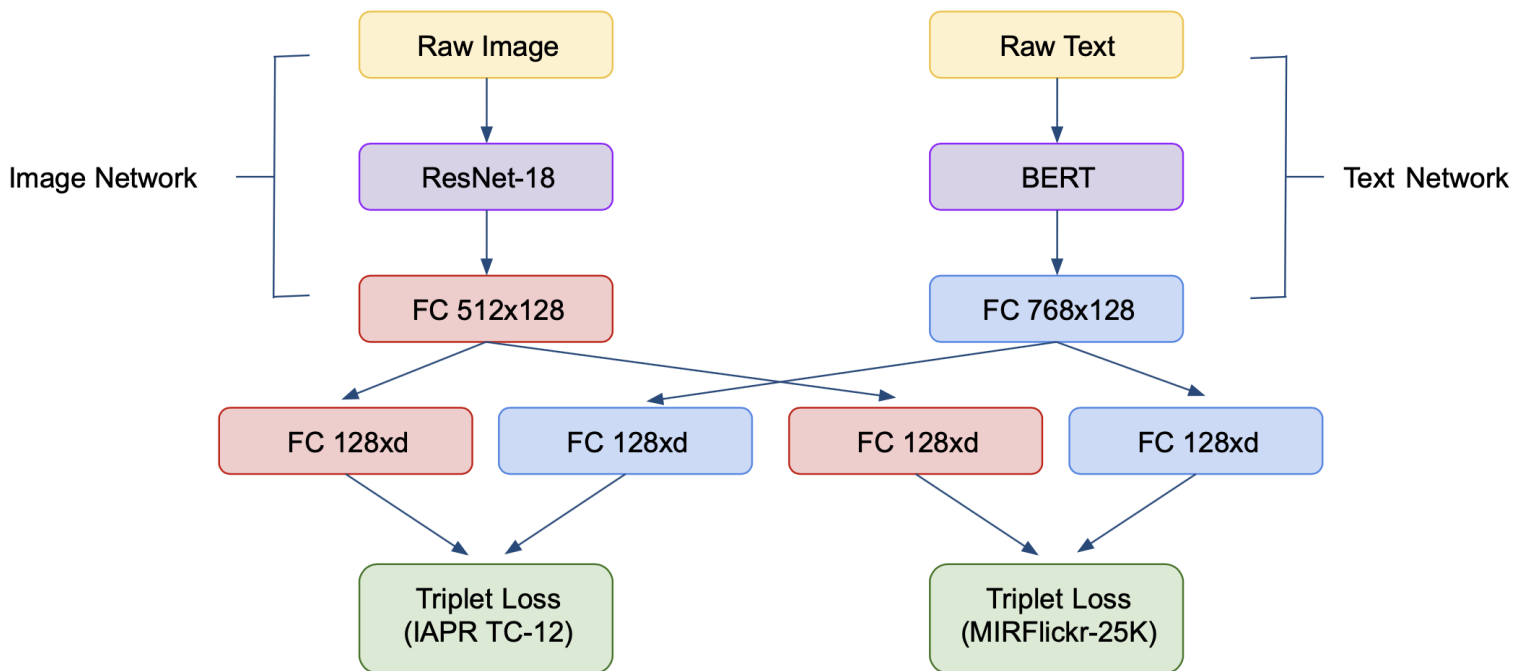 Raw Image
Raw Text
Image Network
ResNet-18
BERT
Text Network
FC 512x128
FC 768x128
FC 128xd
FC 128xd
FC 128xd
FC 128xd
Triplet Loss
(IAPR TC-12)
Triplet Loss
(MIRFlickr-25K)